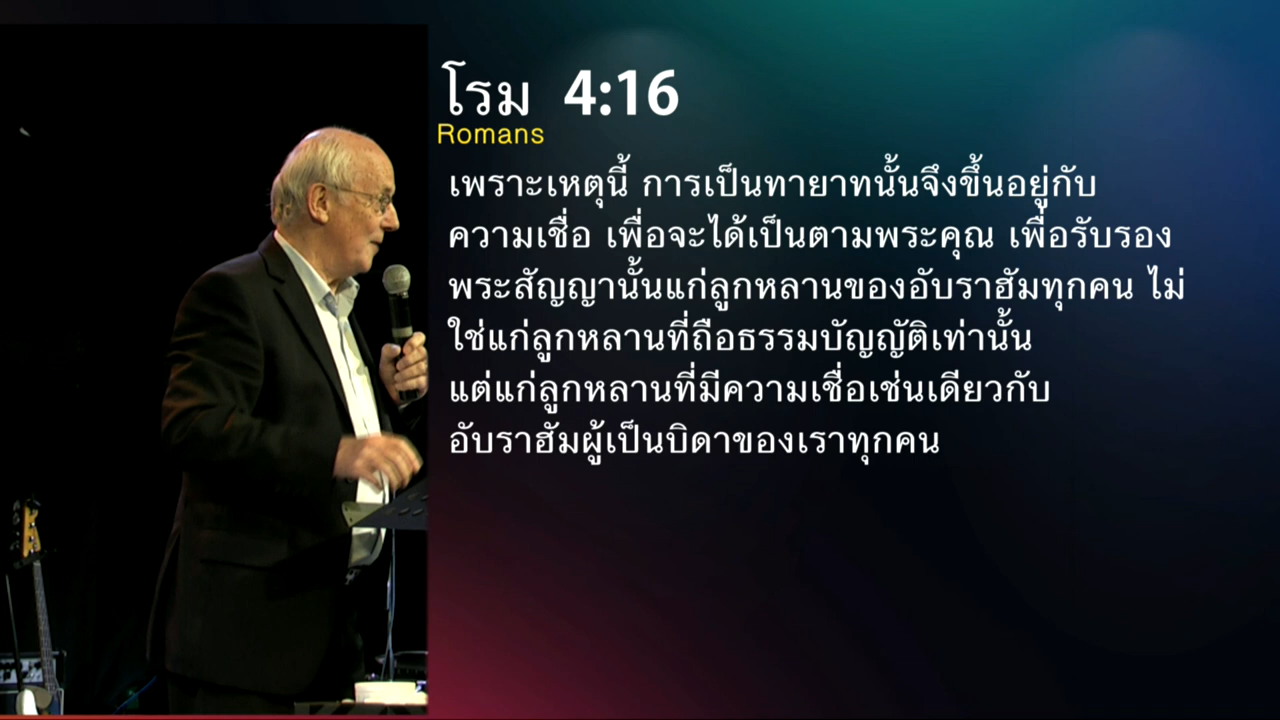 โรม 4:16
Romans
เพราะเหตุนี้ การเป็นทายาทนั้นจึงขึ้นอยู่กับ
ความเชื่อ เพื่อจะได้เป็นตามพระคุณ เพื่อรับรอง
พระสัญญานั้นแก่ลูกหลานของอับราฮัมทุกคน ไม่
ใช่แก่ลูกหลานที่ถือธรรมบัญญัติเท่านั้น
แต่แก่ลูกหลานที่มีความเชื่อเช่นเดียวกับ
อับราฮัมผู้เป็นบิดาของเราทุกคน